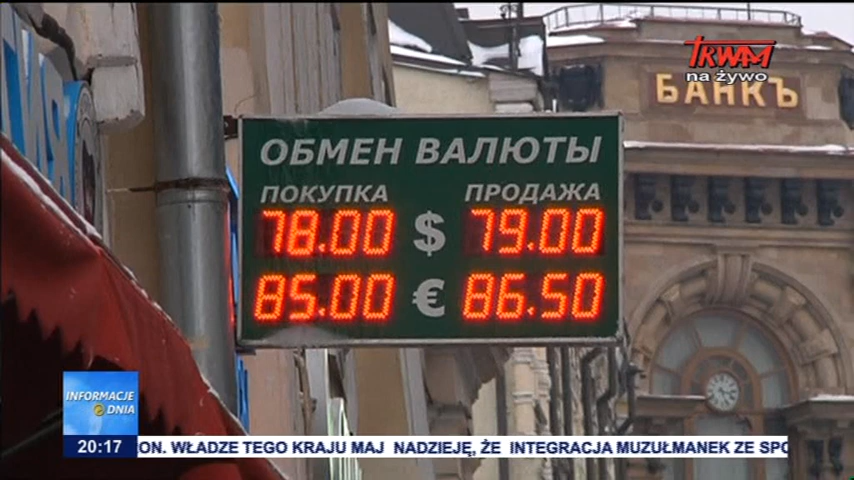 TRWAM
na żywo
БАНКЪ
ОБМЕН ВАЛЮТЫ
ПОКУПКА ПРОДАЖА
78.00 $ 79.00
85.00 € 86.50
INFORMACJE
DNIA
20:17 ON. WŁADZE TEGO KRAJU MAJ NADZIEJĘ, ŻE INTEGRACJA MUZUŁMANEK ZE SPO